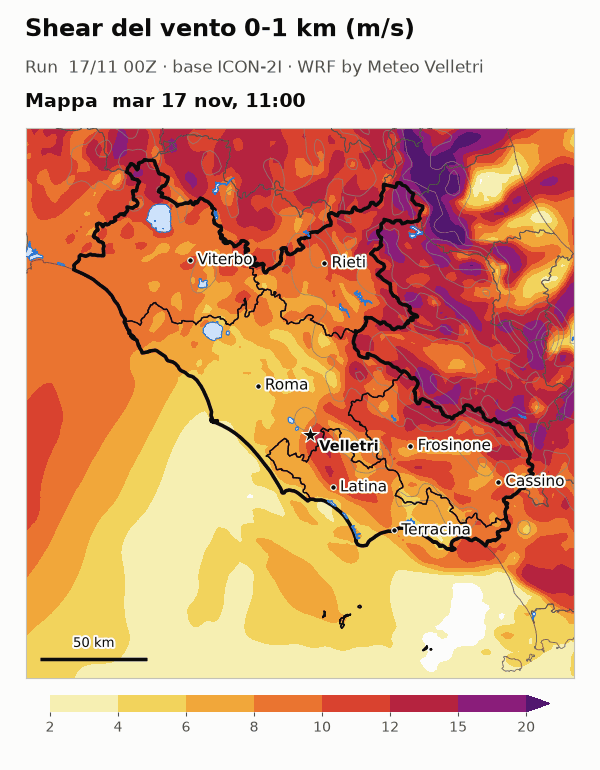 Shear del vento 0-1 km (m/s)
Run  17/11 00Z · base ICON-2I · WRF by Meteo Velletri
Mappa  mar 17 nov, 11:00
Viterbo
Rieti
Roma
Velletri
Frosinone
Latina
Cassino
Terracina
50 km
2 4 6 8 10 12 15 20